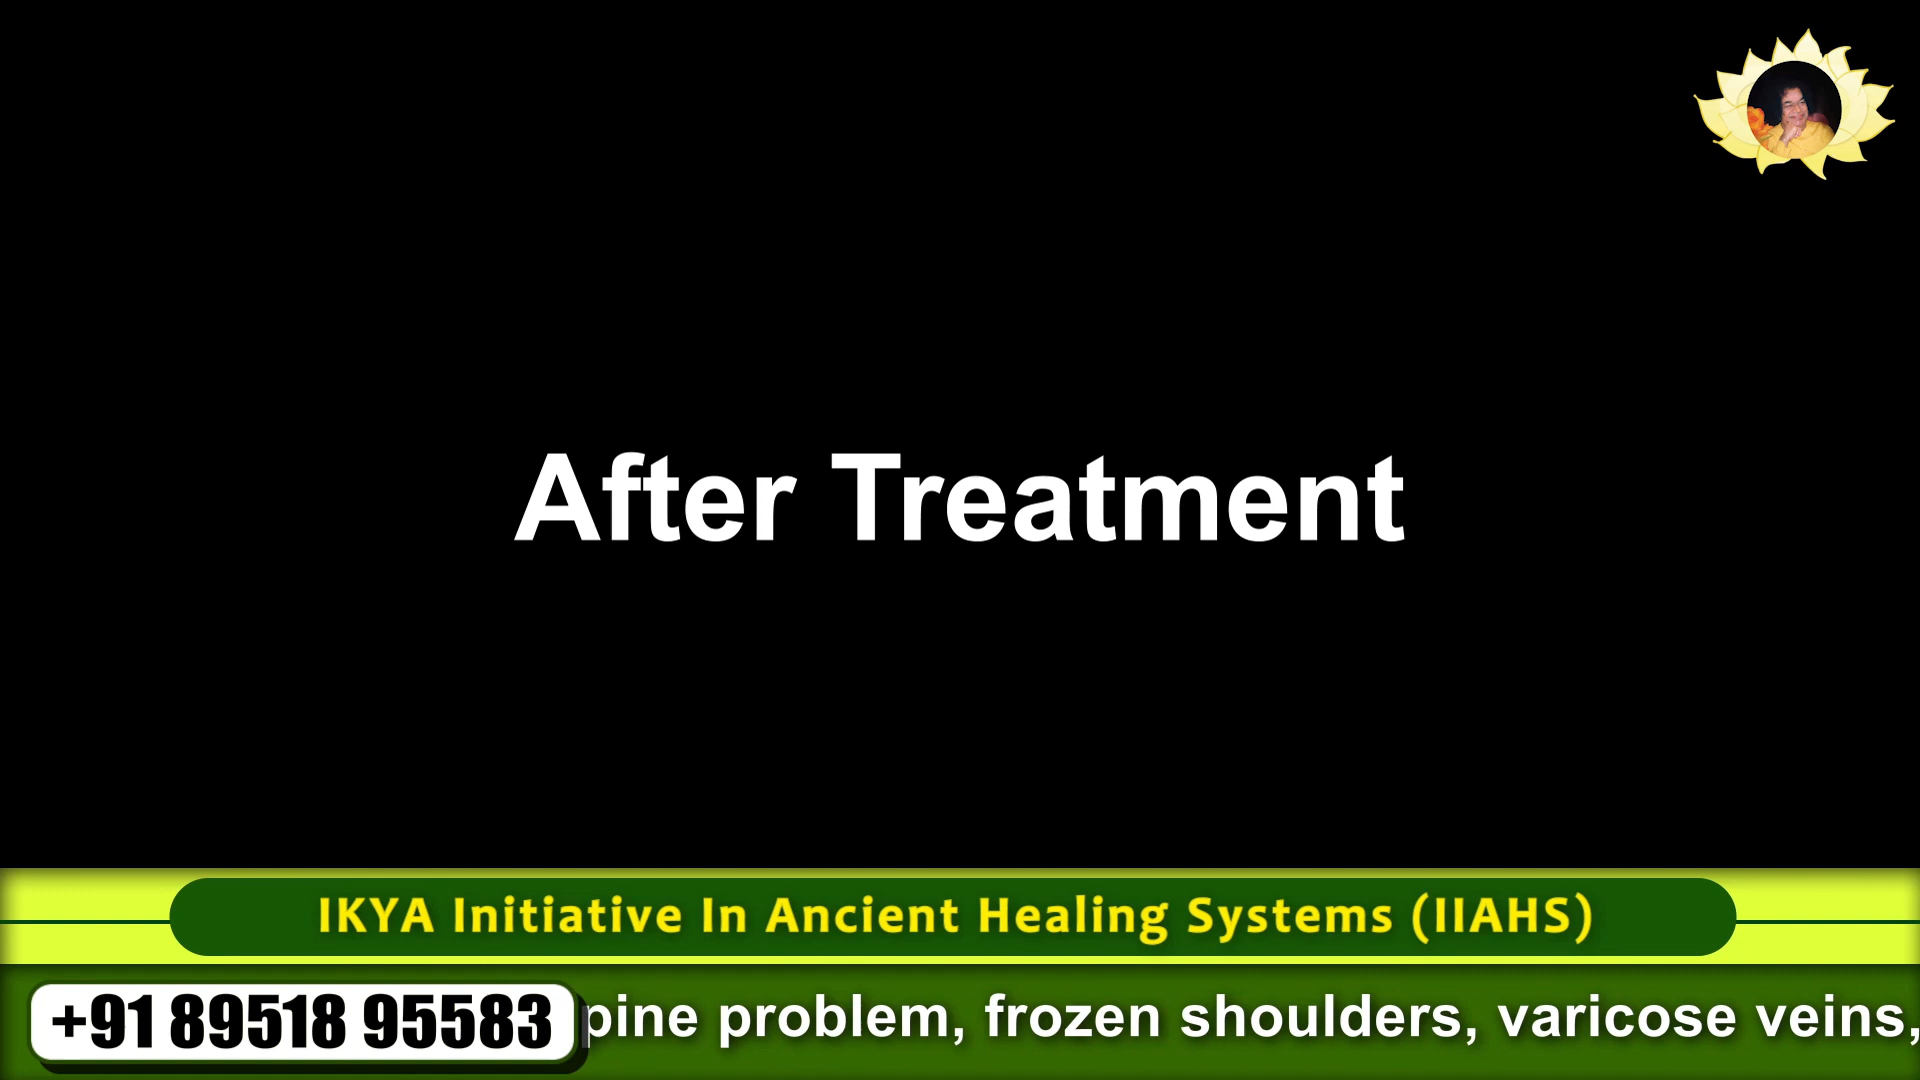 After Treatment
IKYA Initiative In Ancient Healing Systems (IIAHS)
+91 89518 95583
pine problem, frozen shoulders, varicose veins,